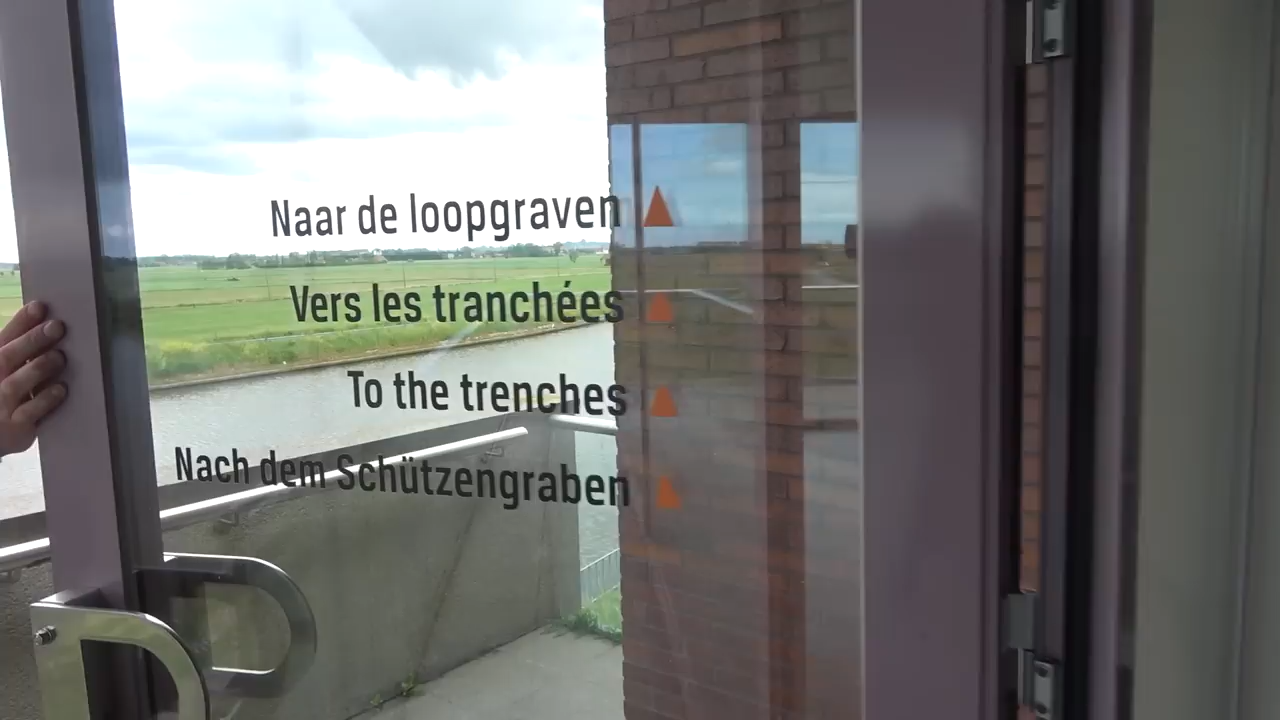 Naar de loopgraven
Vers les tranchées
To the trenches
Nach dem Schützengraben